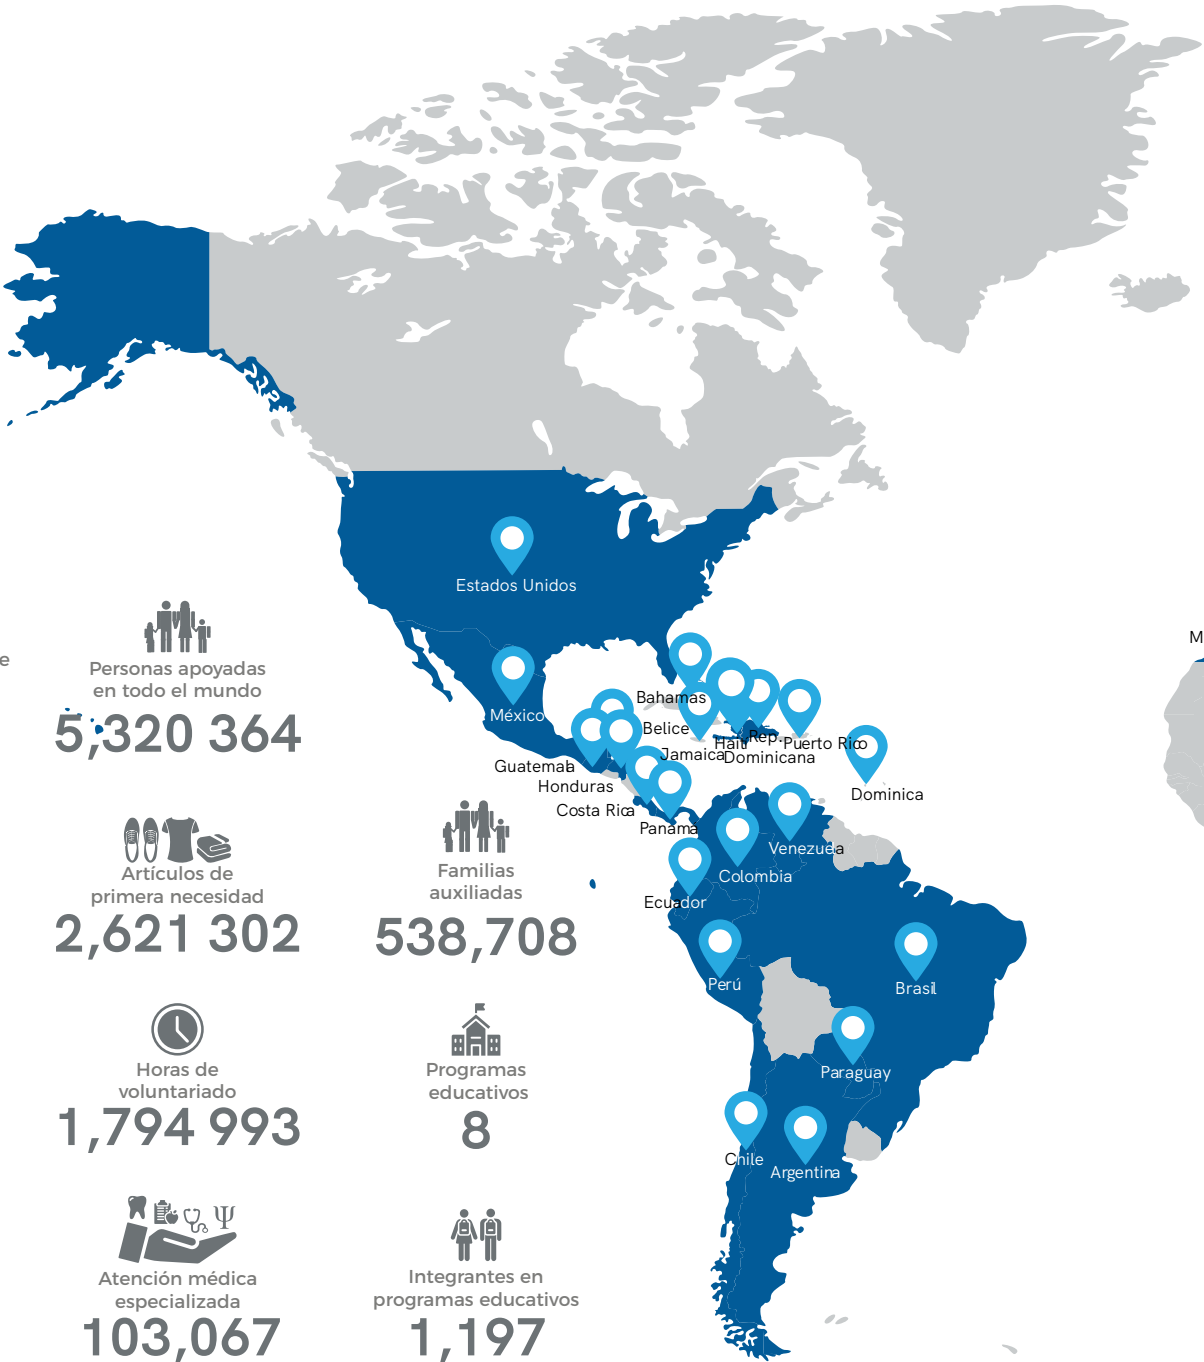 Estados Unidos
México
Bahamas
Belice
Jamaica
Haití
Rep.
Dominicana
Puerto Rico
Dominica
Guatemala
Honduras
Costa Rica
Panamá
Venezuela
Colombia
Ecuador
Perú
Brasil
Paraguay
Chile
Argentina
e
M
Personas apoyadas
en todo el mundo
5,320 364
Artículos de
primera necesidad
2,621 302
Familias
auxiliadas
538,708
Horas de
voluntariado
1,794 993
Programas
educativos
8
Atención médica
especializada
103,067
Integrantes en
programas educativos
1,197